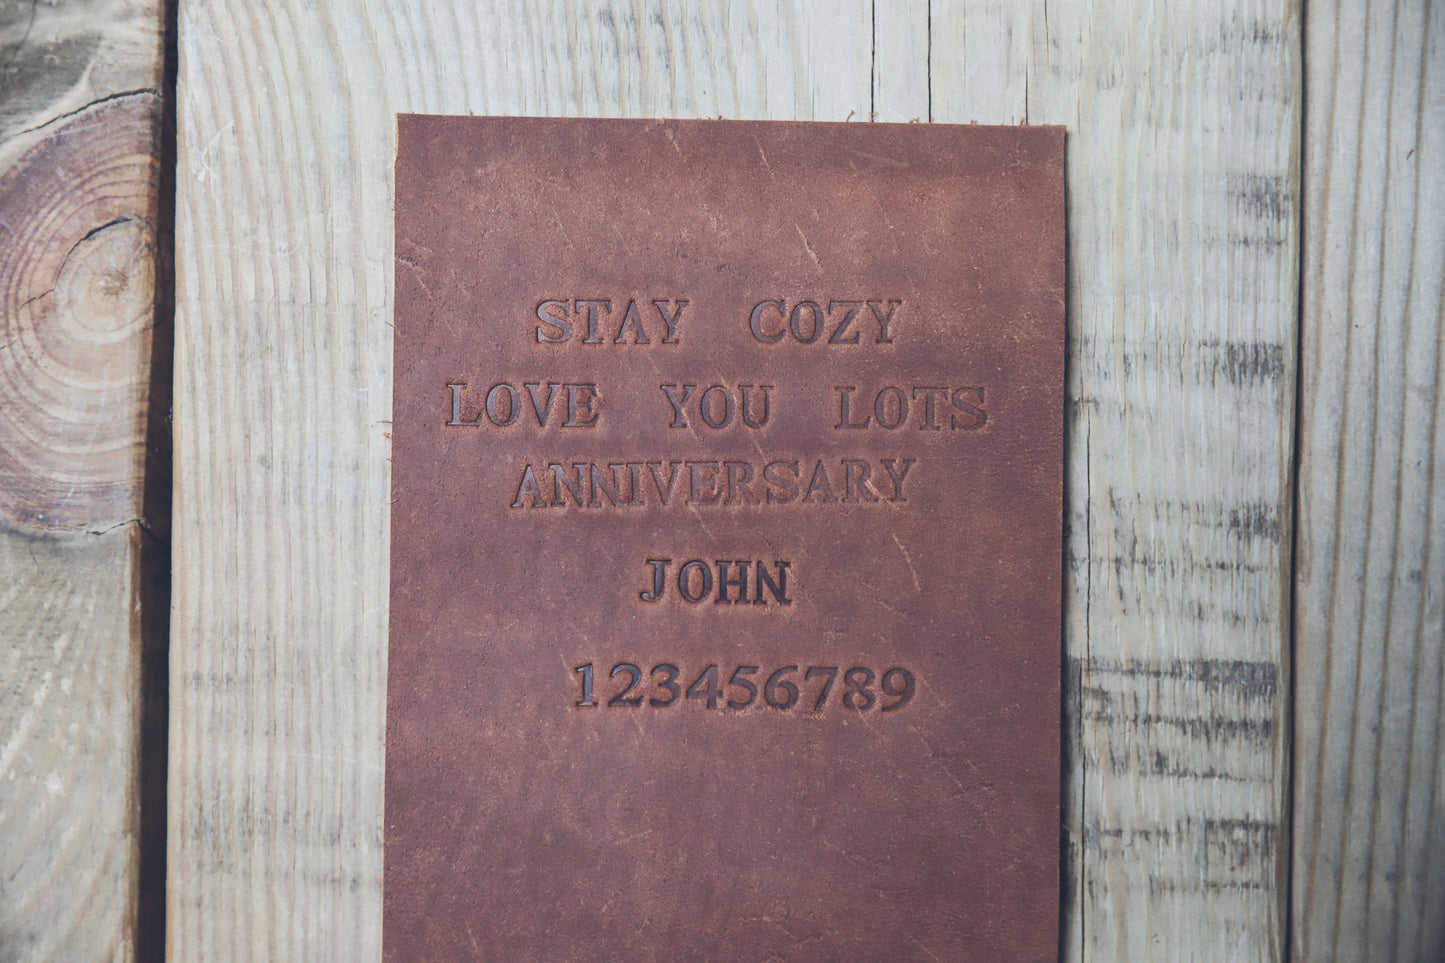 STAY COZY
LOVE YOU LOTS
ANNIVERSARY
JOHN
123456789